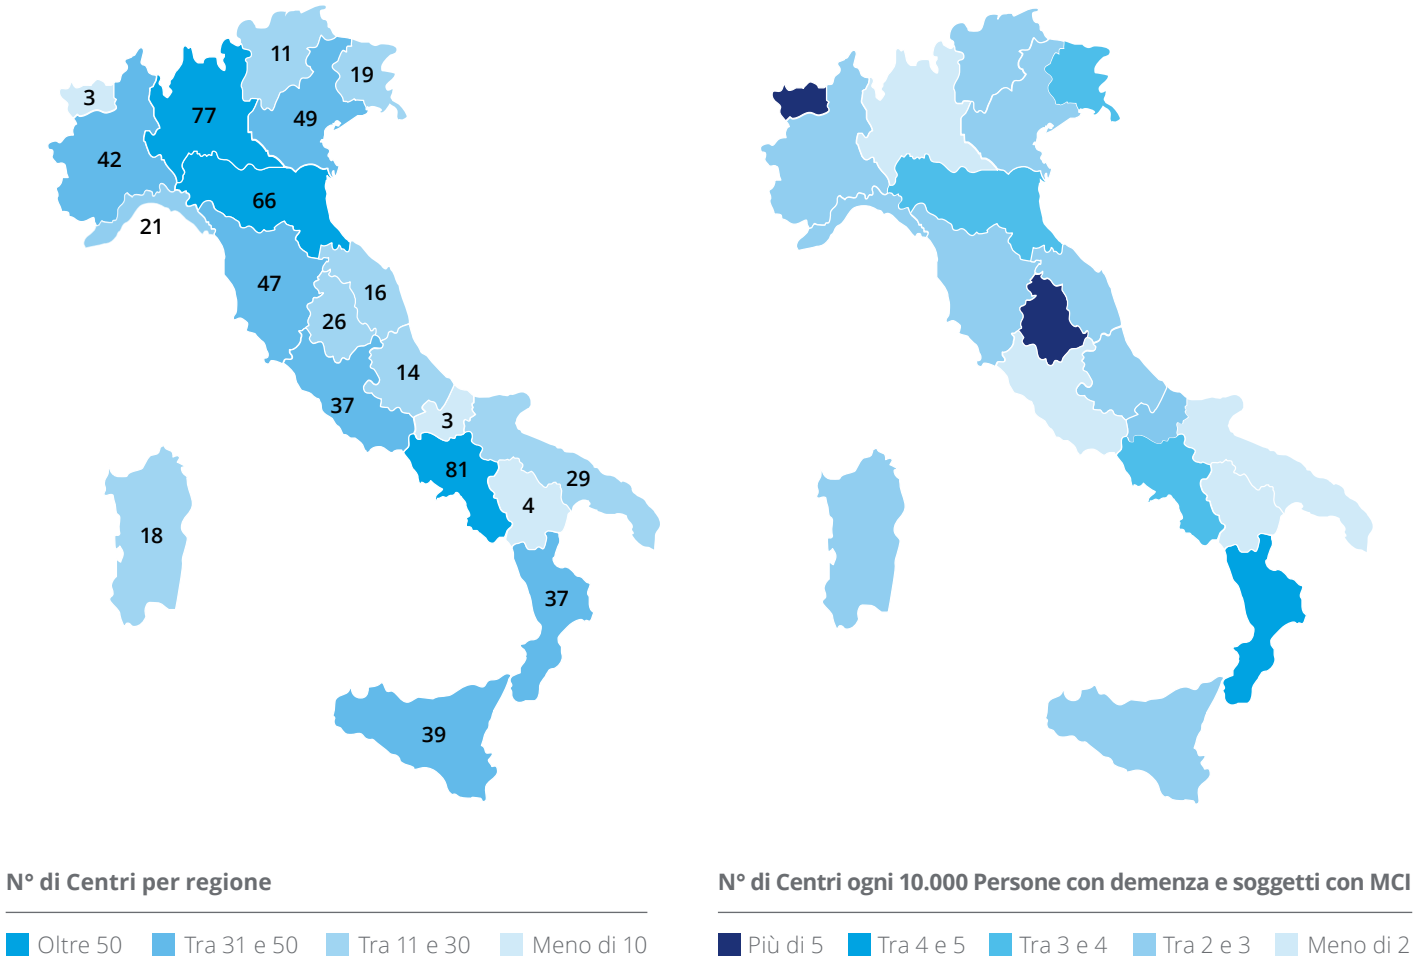 11
19
3
77
49
42
66
21
47
16
26
14
37
3
81
29
4
18
37
39
N° di Centri per regione
Oltre 50
Tra 31 e 50
Tra 11 e 30
Meno di 10
N° di Centri ogni 10.000 Persone con demenza e soggetti con MCI
Più di 5
Tra 4 e 5
Tra 3 e 4
Tra 2 e 3
Meno di 2